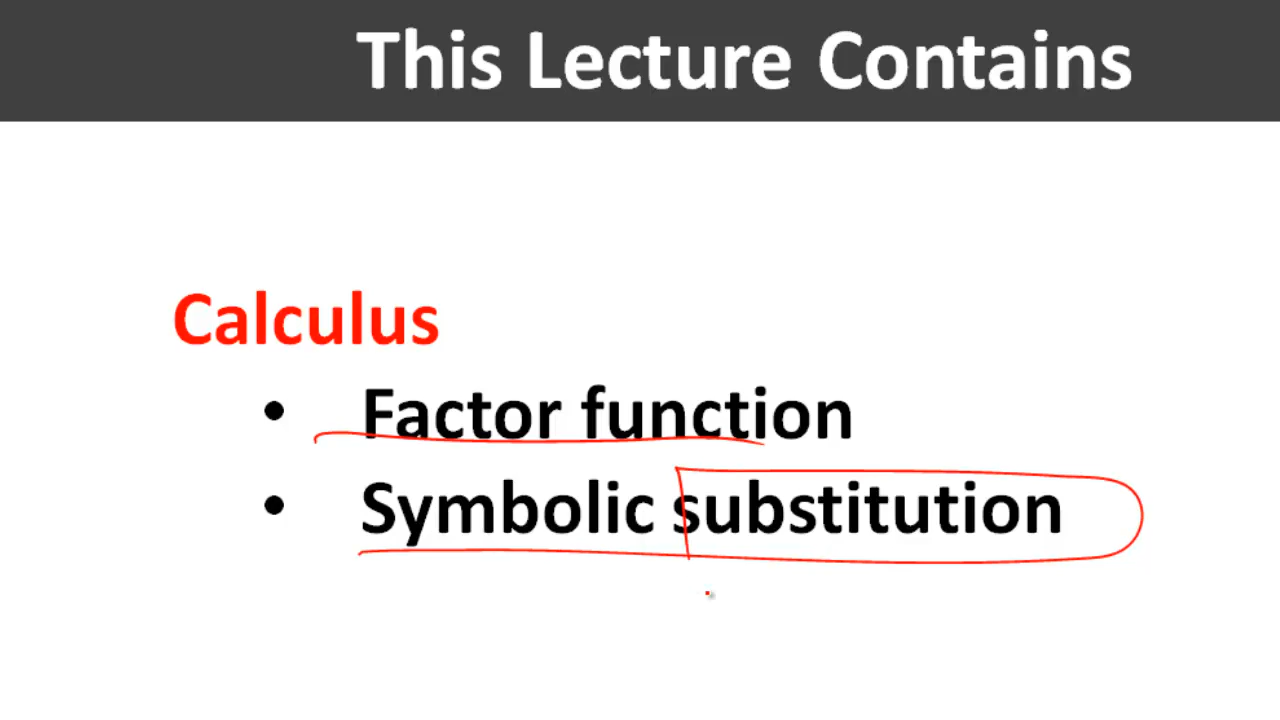 This Lecture Contains
Calculus
• Factor function
• Symbolic substitution